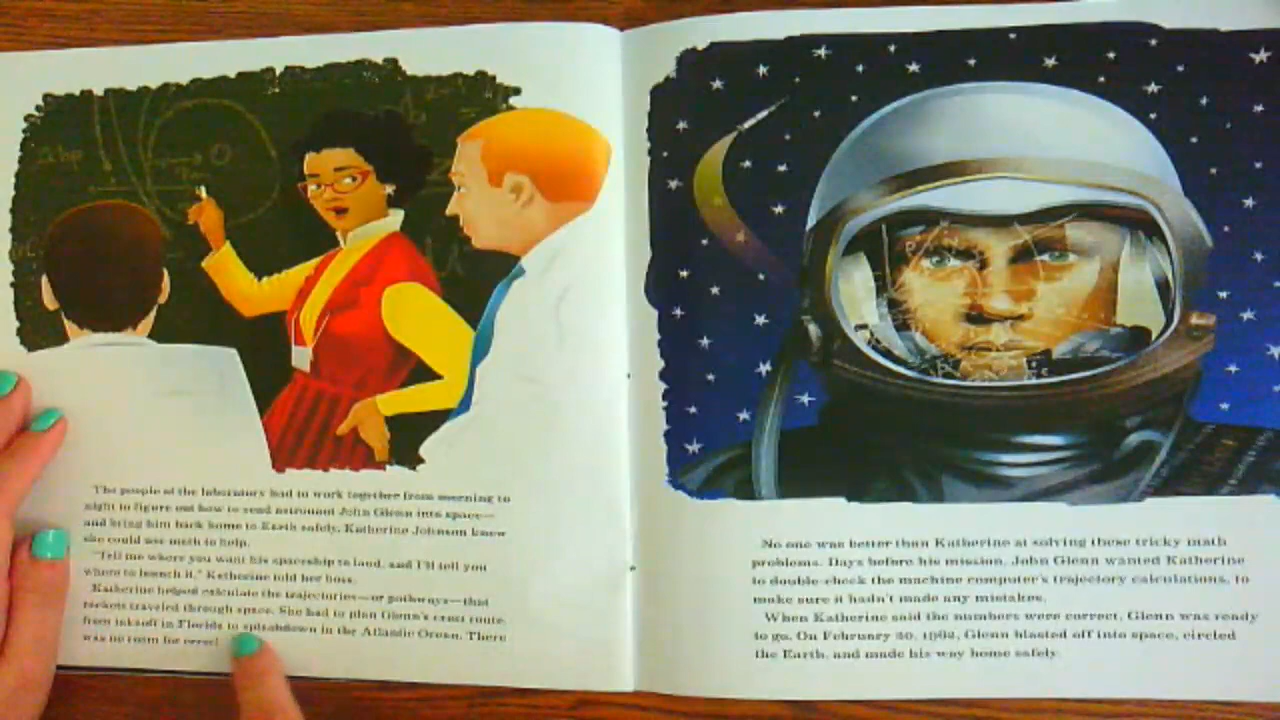 The people at the laboratory had to work together from morning to
night to figure out how to send astronaut John Glenn into space—
and bring him back home to Earth safely. Katherine Johnson knew
she could use math to help.
"Tell me where you want his spaceship to land, and I'll tell you
where to launch it," Katherine told her boss.
Katherine helped calculate the trajectories—or pathways—that
rockets traveled through space. She had to plan Glenn's exact route,
from takeoff in Florida to splashdown in the Atlantic Ocean. There
was no room for error!
No one was better than Katherine at solving these tricky math
problems. Days before his mission, John Glenn wanted Katherine
to double-check the machine computer's trajectory calculations, to
make sure it hadn't made any mistakes.
When Katherine said the numbers were correct, Glenn was ready
to go. On February 20, 1962, Glenn blasted off into space, circled
the Earth, and made his way home safely.